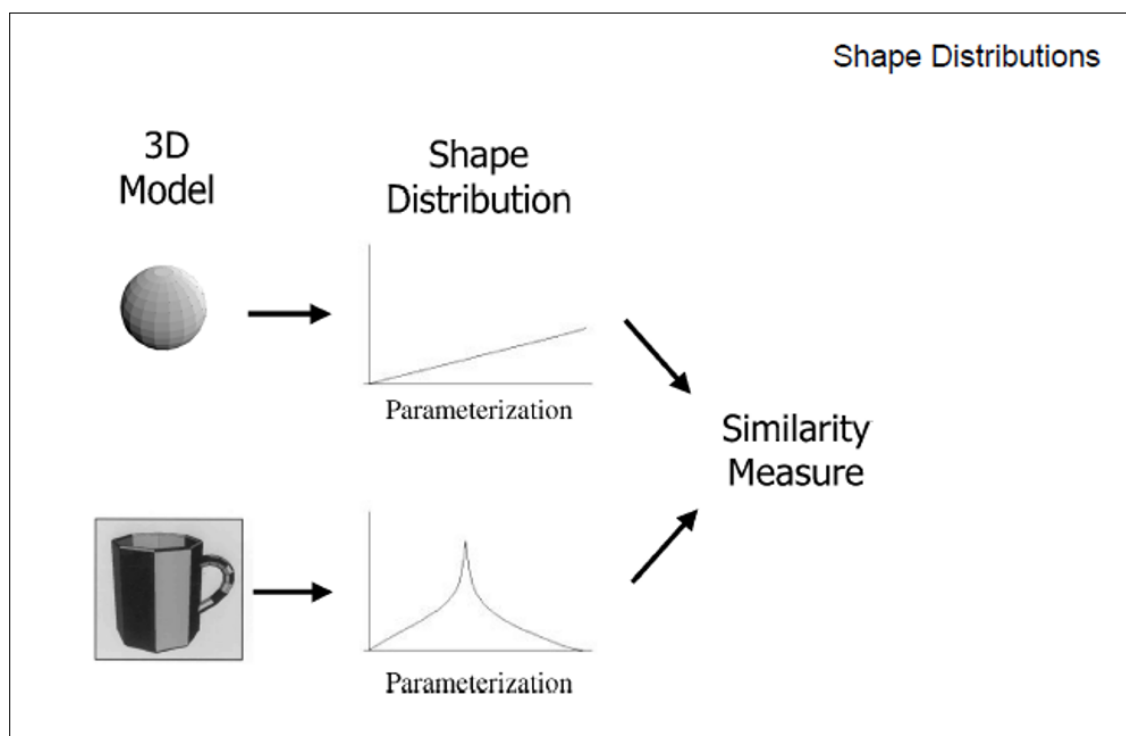 Shape Distributions
3D
Model
Shape
Distribution
Parameterization
Similarity
Measure
Parameterization